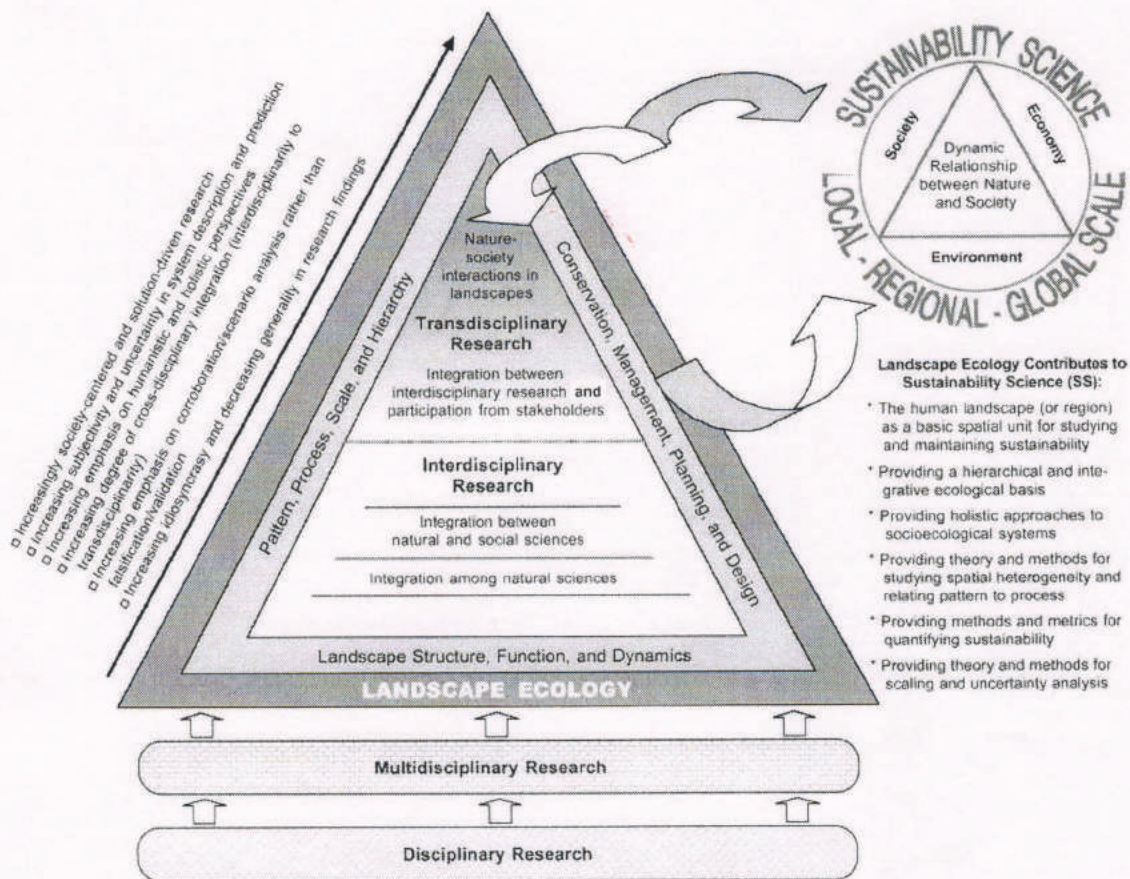 □ Increasingly society-centered and solution-driven research
□ Increasing subjectivity and uncertainty in system description and prediction
□ Increasing emphasis on humanistic and holistic perspectives
□ Increasing degree of cross-disciplinary integration (interdisciplinarity to
transdisciplinarity)
□ Increasing emphasis on corroboration/scenario analysis rather than
falsification/validation
□ Increasing idiosyncrasy and decreasing generality in research findings
Pattern, Process, Scale, and Hierarchy
Conservation, Management, Planning, and Design
Nature-
society
interactions in
landscapes
Transdisciplinary
Research
Integration between
interdisciplinary research and
participation from stakeholders
Interdisciplinary
Research
Integration between
natural and social sciences
Integration among natural sciences
Landscape Structure, Function, and Dynamics
LANDSCAPE ECOLOGY
Multidisciplinary Research
Disciplinary Research
SUSTAINABILITY SCIENCE
Society
Economy
Dynamic
Relationship
between Nature
and Society
Environment
LOCAL - REGIONAL - GLOBAL SCALE
Landscape Ecology Contributes to
Sustainability Science (SS):
* The human landscape (or region)
as a basic spatial unit for studying
and maintaining sustainability
* Providing a hierarchical and inte-
grative ecological basis
* Providing holistic approaches to
socioecological systems
* Providing theory and methods for
studying spatial heterogeneity and
relating pattern to process
* Providing methods and metrics for
quantifying sustainability
* Providing theory and methods for
scaling and uncertainty analysis